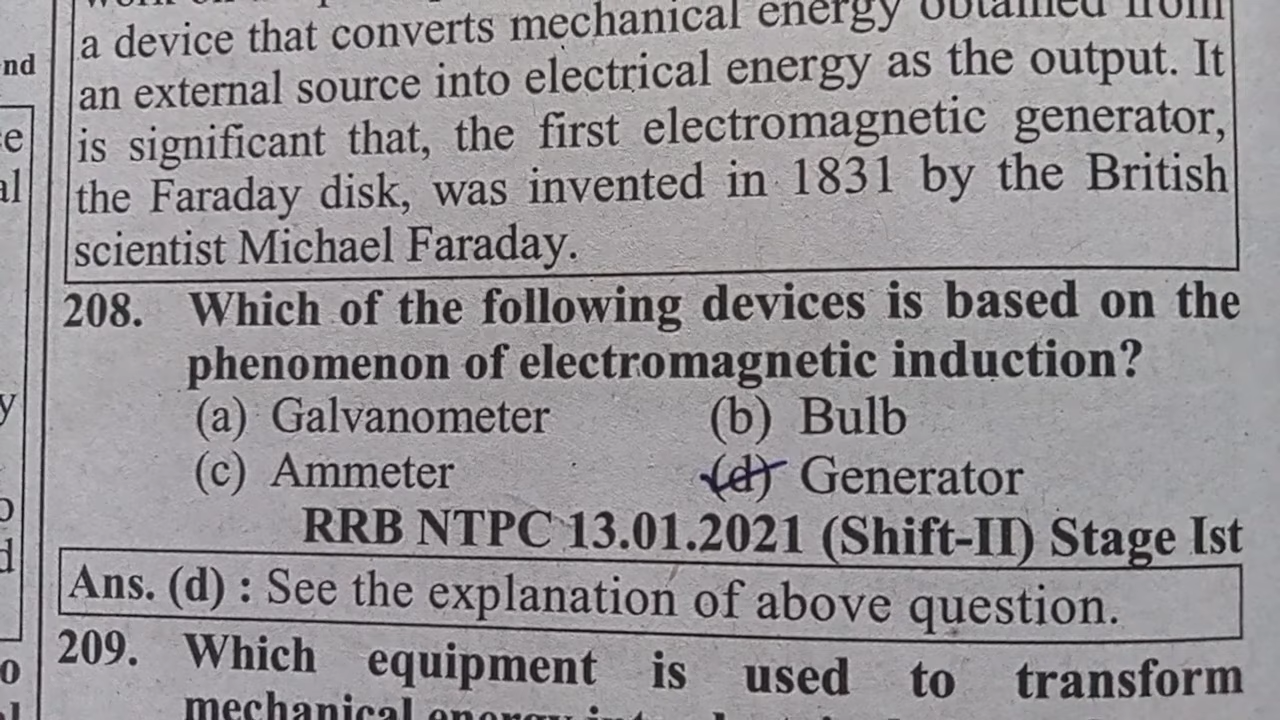 a device that converts mechanical energy obtained from
an external source into electrical energy as the output. It
is significant that, the first electromagnetic generator,
the Faraday disk, was invented in 1831 by the British
scientist Michael Faraday.
208. Which of the following devices is based on the
phenomenon of electromagnetic induction?
(a) Galvanometer (b) Bulb
(c) Ammeter (d) Generator
RRB NTPC 13.01.2021 (Shift-II) Stage Ist
Ans. (d) : See the explanation of above question.
209. Which equipment is used to transform
mechanical energy